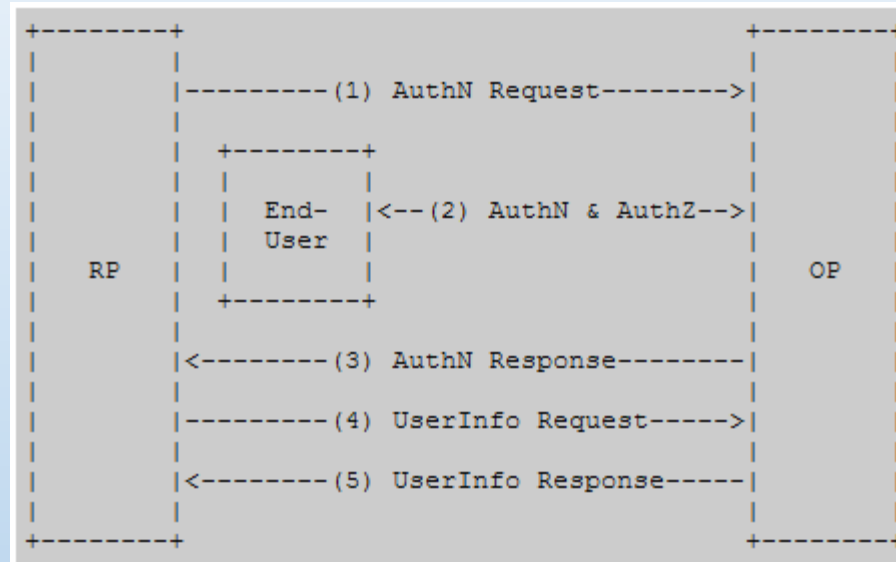 +--------+                                   +--------+
|        |                                   |        |
|        |---------(1) AuthN Request-------->|        |
|        |                                   |        |
|        |  +--------+                       |        |
|        |  |        |                       |        |
|        |  |  End-  |<--(2) AuthN & AuthZ-->|        |
|        |  |  User  |                       |        |
|   RP   |  |        |                       |   OP   |
|        |  +--------+                       |        |
|        |                                   |        |
|        |<--------(3) AuthN Response--------|        |
|        |                                   |        |
|        |---------(4) UserInfo Request----->|        |
|        |                                   |        |
|        |<--------(5) UserInfo Response-----|        |
|        |                                   |        |
+--------+                                   +--------+